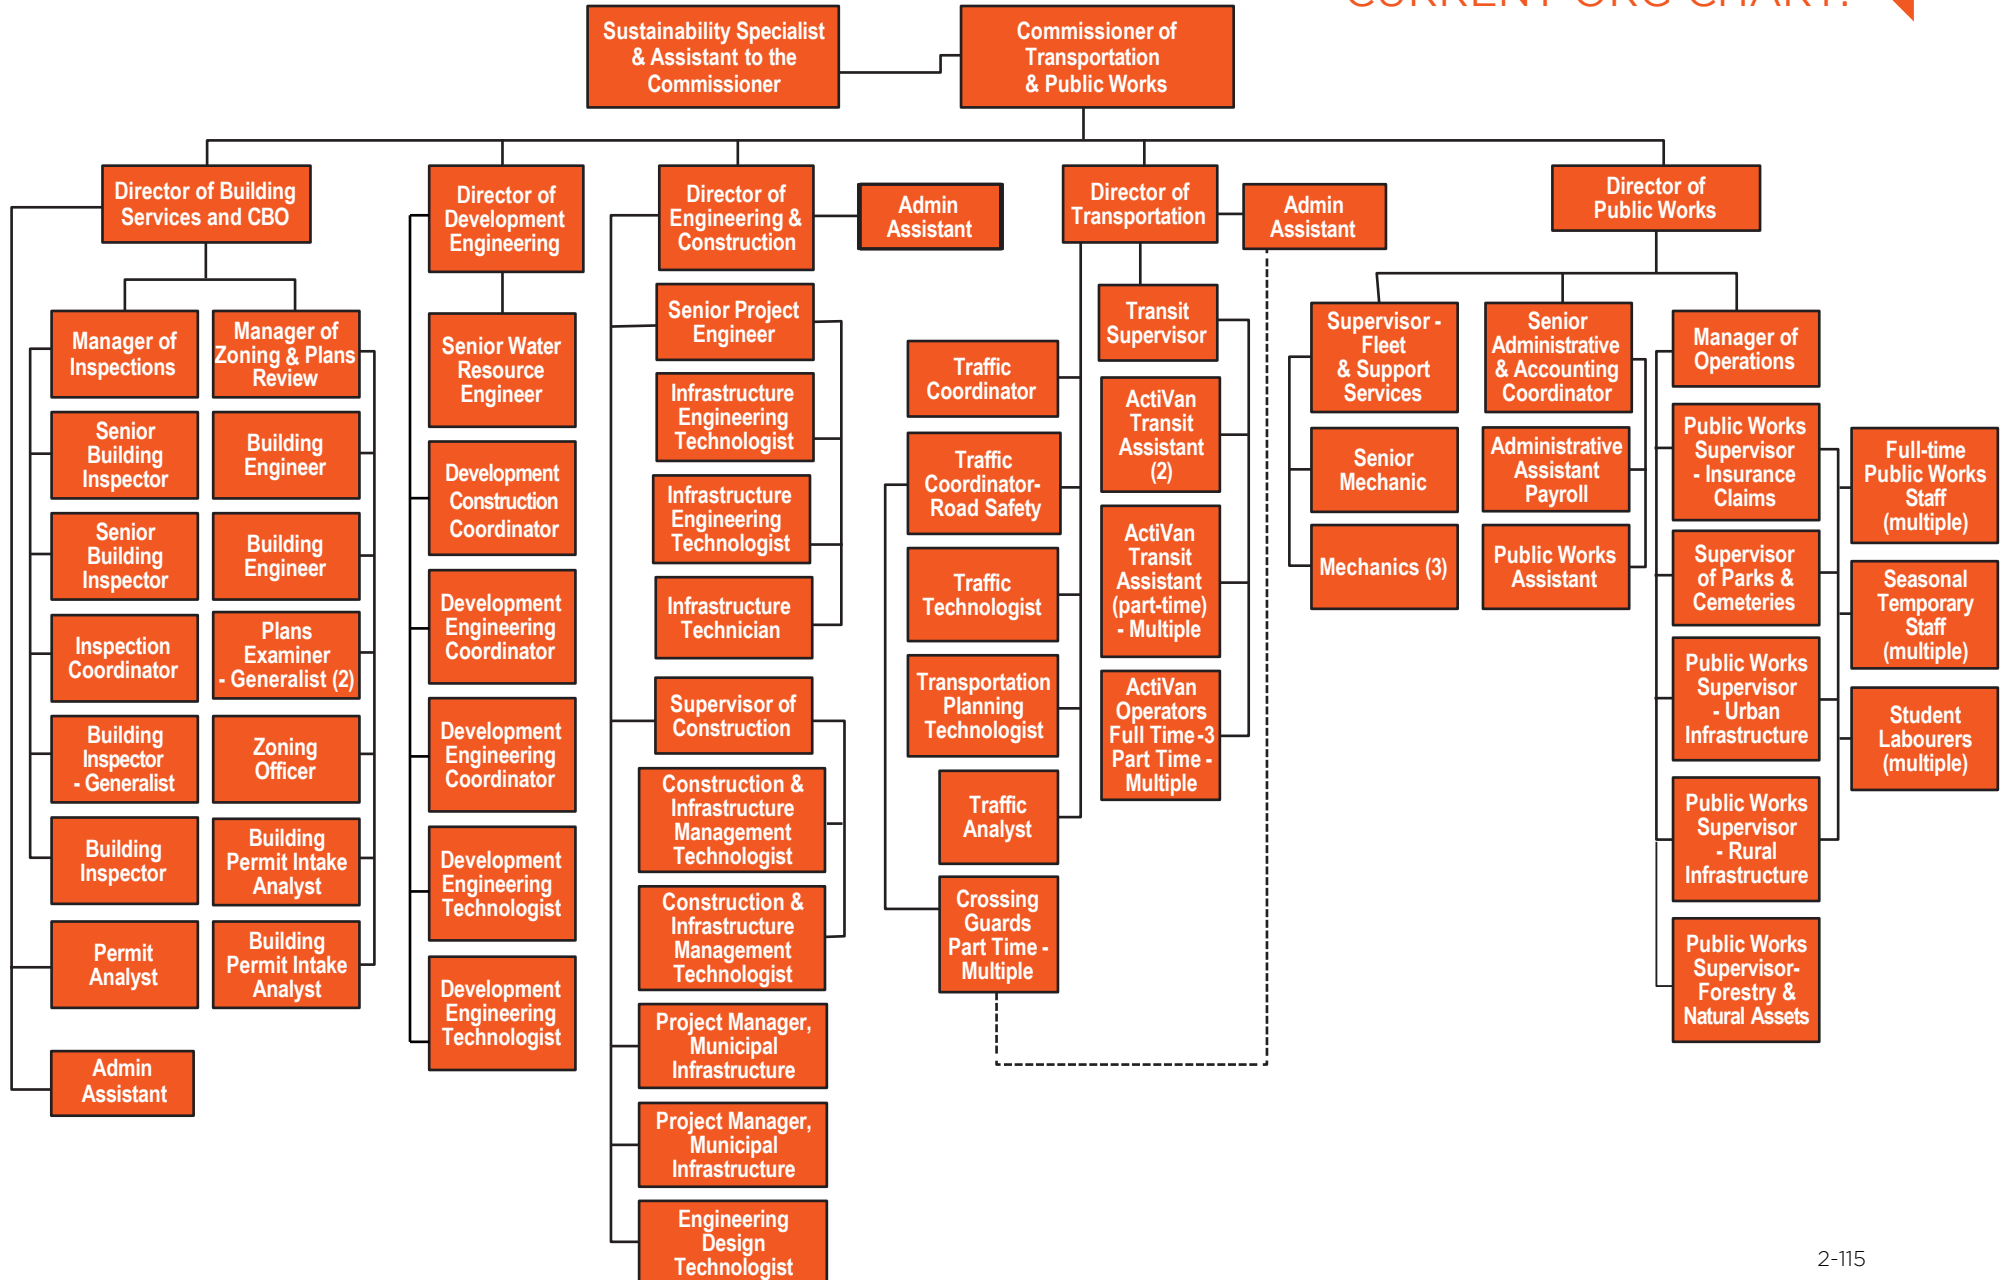 CURRENT ORG CHART:
Sustainability Specialist
& Assistant to the
Commissioner
Commissioner of
Transportation
& Public Works
Director of Building
Services and CBO
Manager of
Inspections
Senior
Building
Inspector
Senior
Building
Inspector
Inspection
Coordinator
Building
Inspector
- Generalist
Building
Inspector
Permit
Analyst
Admin
Assistant
Manager of
Zoning & Plans
Review
Building
Engineer
Building
Engineer
Plans
Examiner
- Generalist (2)
Zoning
Officer
Building
Permit Intake
Analyst
Building
Permit Intake
Analyst
Director of
Development
Engineering
Senior Water
Resource
Engineer
Development
Construction
Coordinator
Development
Engineering
Coordinator
Development
Engineering
Coordinator
Development
Engineering
Technologist
Development
Engineering
Technologist
Director of
Engineering &
Construction
Admin
Assistant
Senior Project
Engineer
Infrastructure
Engineering
Technologist
Infrastructure
Engineering
Technologist
Infrastructure
Technician
Supervisor of
Construction
Construction &
Infrastructure
Management
Technologist
Construction &
Infrastructure
Management
Technologist
Project Manager,
Municipal
Infrastructure
Project Manager,
Municipal
Infrastructure
Engineering
Design
Technologist
Director of
Transportation
Admin
Assistant
Traffic
Coordinator
Traffic
Coordinator-
Road Safety
Traffic
Technologist
Transportation
Planning
Technologist
Traffic
Analyst
Crossing
Guards
Part Time -
Multiple
Transit
Supervisor
ActiVan
Transit
Assistant
(2)
ActiVan
Transit
Assistant
(part-time)
- Multiple
ActiVan
Operators
Full Time -3
Part Time -
Multiple
Director of
Public Works
Supervisor -
Fleet
& Support
Services
Senior
Mechanic
Mechanics (3)
Senior
Administrative
& Accounting
Coordinator
Administrative
Assistant
Payroll
Public Works
Assistant
Manager of
Operations
Public Works
Supervisor
- Insurance
Claims
Supervisor
of Parks &
Cemeteries
Public Works
Supervisor
- Urban
Infrastructure
Public Works
Supervisor
- Rural
Infrastructure
Public Works
Supervisor-
Forestry &
Natural Assets
Full-time
Public Works
Staff
(multiple)
Seasonal
Temporary
Staff
(multiple)
Student
Labourers
(multiple)
2-115